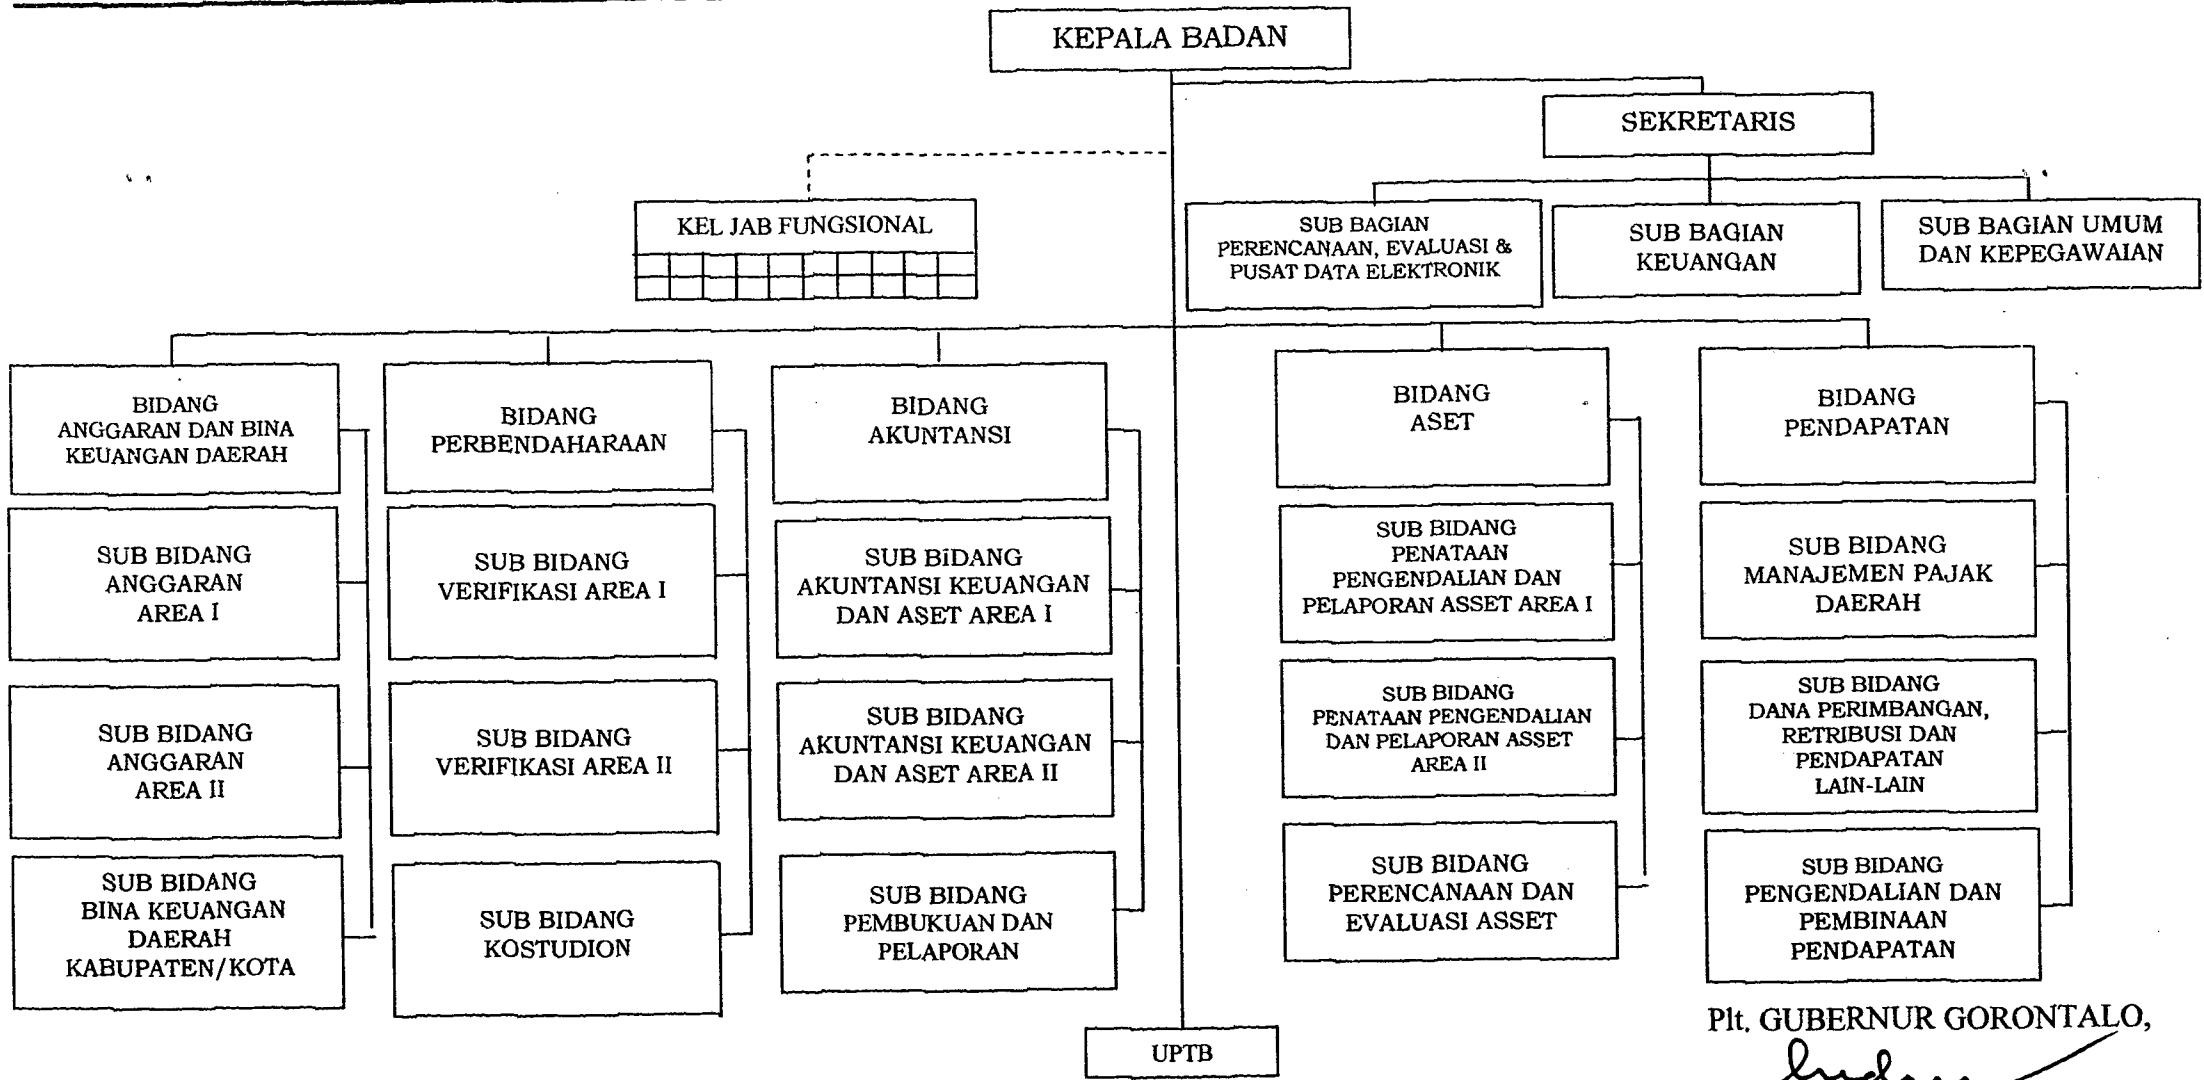 KEPALA BADAN
SEKRETARIS
KEL JAB FUNGSIONAL
SUB BAGIAN
PERENCANAAN, EVALUASI &
PUSAT DATA ELEKTRONIK
SUB BAGIAN
KEUANGAN
SUB BAGIAN UMUM
DAN KEPEGAWAIAN
BIDANG
ANGGARAN DAN BINA
KEUANGAN DAERAH
SUB BIDANG
ANGGARAN
AREA I
SUB BIDANG
ANGGARAN
AREA II
SUB BIDANG
BINA KEUANGAN
DAERAH
KABUPATEN/KOTA
BIDANG
PERBENDAHARAAN
SUB BIDANG
VERIFIKASI AREA I
SUB BIDANG
VERIFIKASI AREA II
SUB BIDANG
KOSTUDION
BIDANG
AKUNTANSI
SUB BIDANG
AKUNTANSI KEUANGAN
DAN ASET AREA I
SUB BIDANG
AKUNTANSI KEUANGAN
DAN ASET AREA II
SUB BIDANG
PEMBUKUAN DAN
PELAPORAN
BIDANG
ASET
SUB BIDANG
PENATAAN
PENGENDALIAN DAN
PELAPORAN ASSET AREA I
SUB BIDANG
PENATAAN PENGENDALIAN
DAN PELAPORAN ASSET
AREA II
SUB BIDANG
PERENCANAAN DAN
EVALUASI ASSET
BIDANG
PENDAPATAN
SUB BIDANG
MANAJEMEN PAJAK
DAERAH
SUB BIDANG
DANA PERIMBANGAN,
RETRIBUSI DAN
PENDAPATAN
LAIN-LAIN
SUB BIDANG
PENGENDALIAN DAN
PEMBINAAN
PENDAPATAN
UPTB
Plt. GUBERNUR GORONTALO,